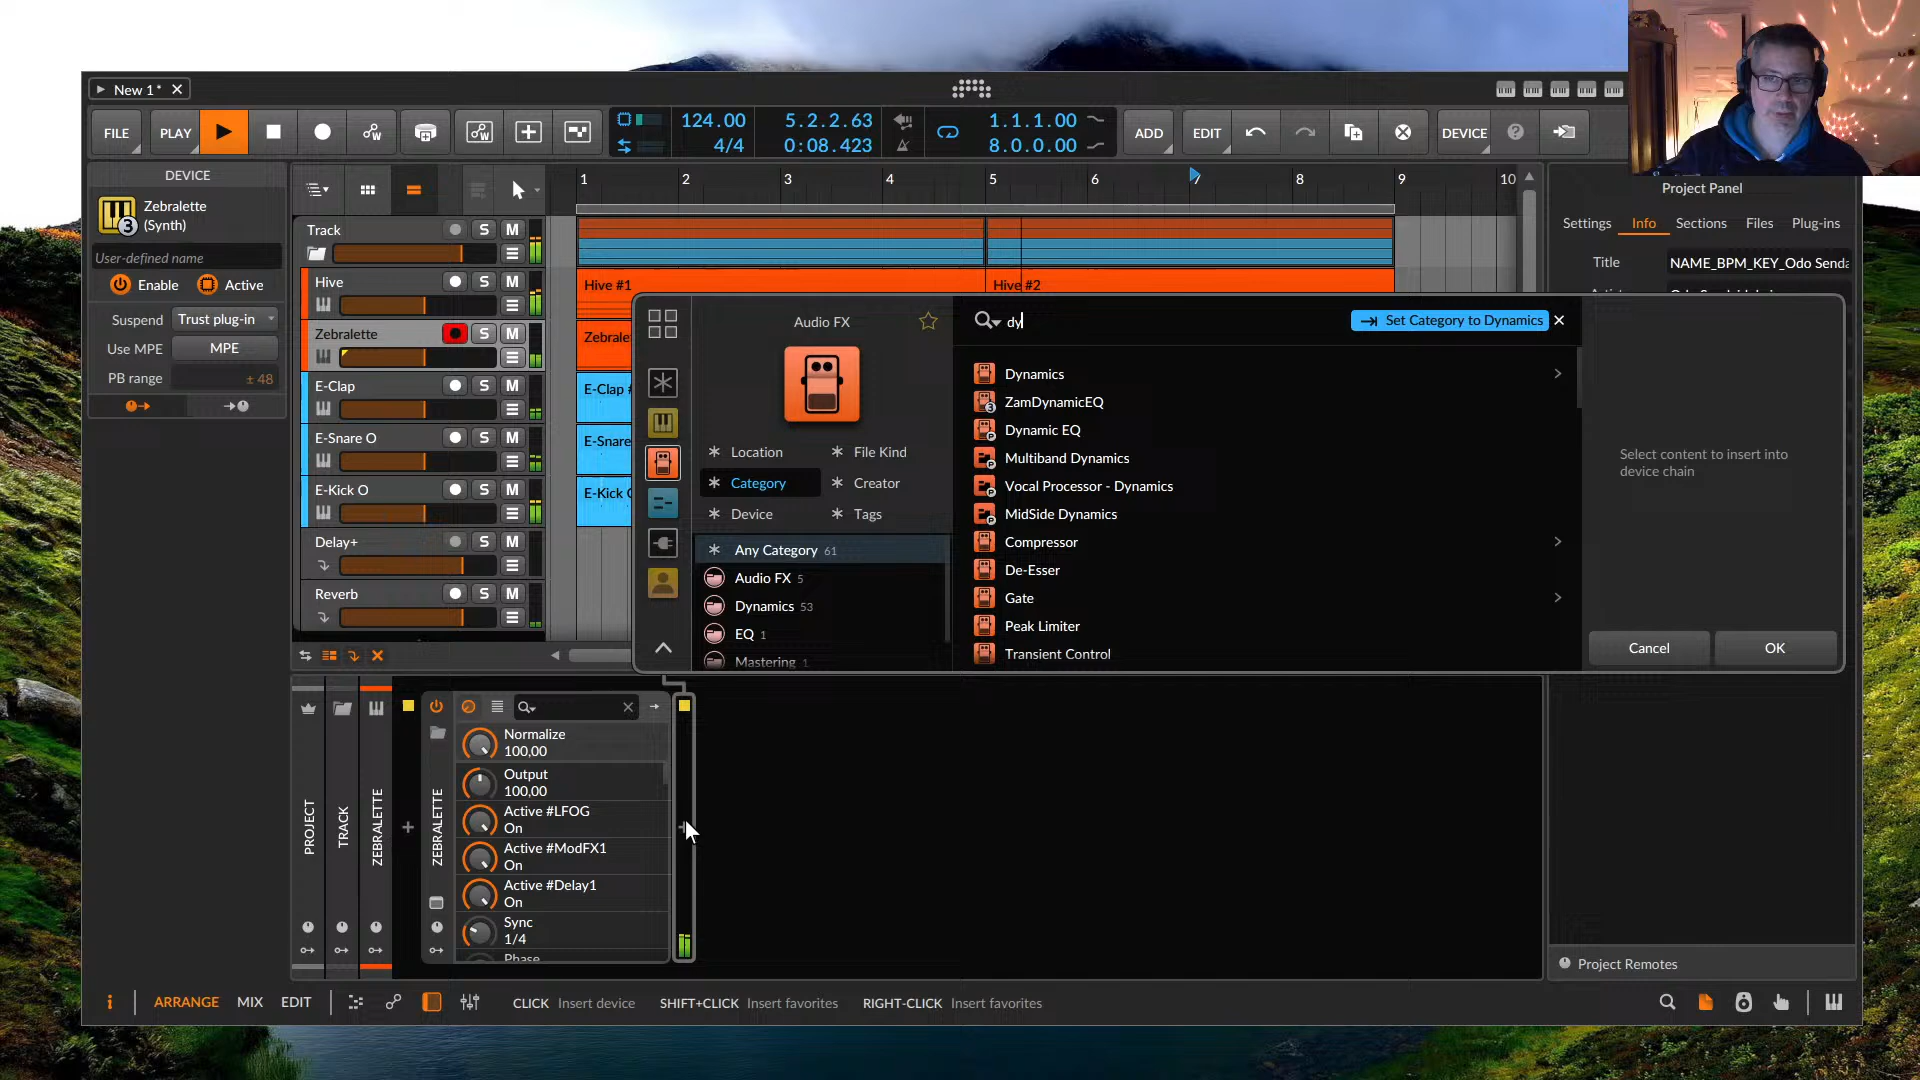 New 1*
FILE
PLAY
124.00
4/4
5.2.2.63
0:08.423
1.1.1.00
8.0.0.00
ADD
EDIT
DEVICE
DEVICE
Zebralette
(Synth)
3
User-defined name
Enable
Active
Suspend
Trust plug-in
Use MPE
MPE
PB range
± 48
1
2
3
4
5
6
7
8
9
10
Track
S
M
Hive
S
M
Zebralette
S
M
E-Clap
S
M
E-Snare O
S
M
E-Kick O
S
M
Delay+
S
M
Reverb
S
M
Hive #1
Hive #2
Zebrale
E-Clap #
E-Snare
E-Kick O
Project Panel
Settings
Info
Sections
Files
Plug-ins
Title
NAME_BPM_KEY_Odo Senda
Audio FX
dy
Set Category to Dynamics
Location
File Kind
Category
Creator
Device
Tags
Any Category 61
Audio FX 5
Dynamics 53
EQ 1
Mastering 1
Dynamics
ZamDynamicEQ
Dynamic EQ
Multiband Dynamics
Vocal Processor - Dynamics
MidSide Dynamics
Compressor
De-Esser
Gate
Peak Limiter
Transient Control
Select content to insert into
device chain
Cancel
OK
PROJECT
TRACK
ZEBRALETTE
ZEBRALETTE
Normalize
100,00
Output
100,00
Active #LFOG
On
Active #ModFX1
On
Active #Delay1
On
Sync
1/4
Phase
Project Remotes
ARRANGE
MIX
EDIT
CLICK Insert device
SHIFT+CLICK Insert favorites
RIGHT-CLICK Insert favorites